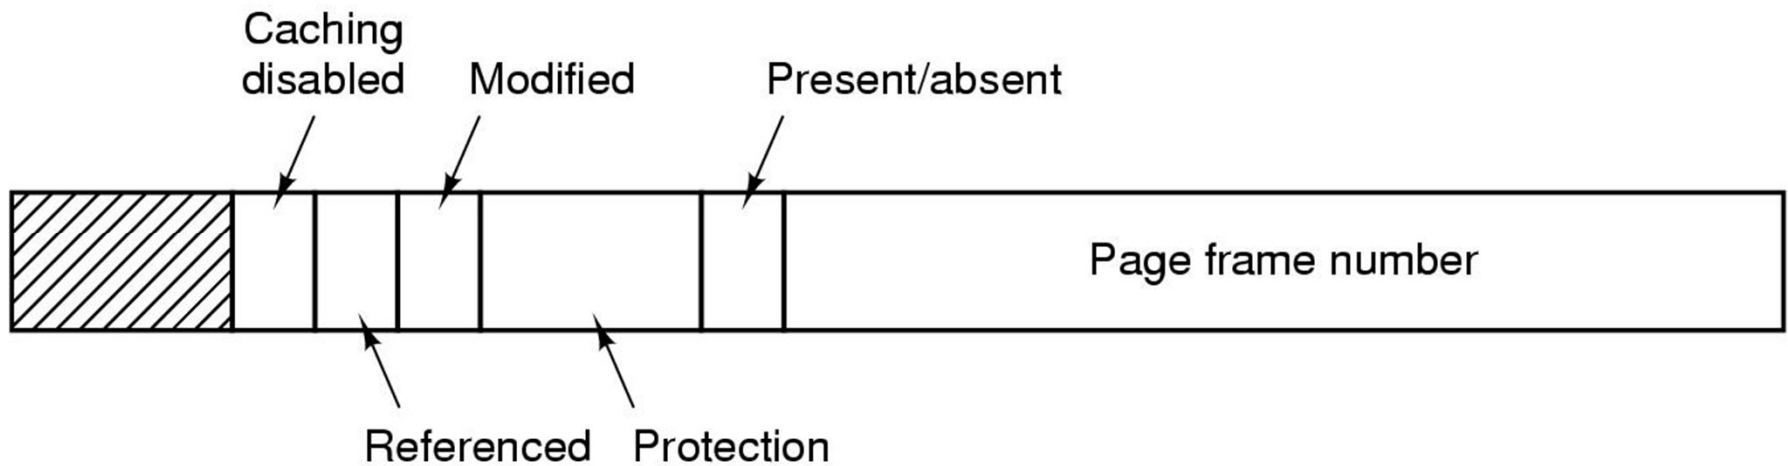 Caching
disabled
Modified
Present/absent
Page frame number
Referenced
Protection